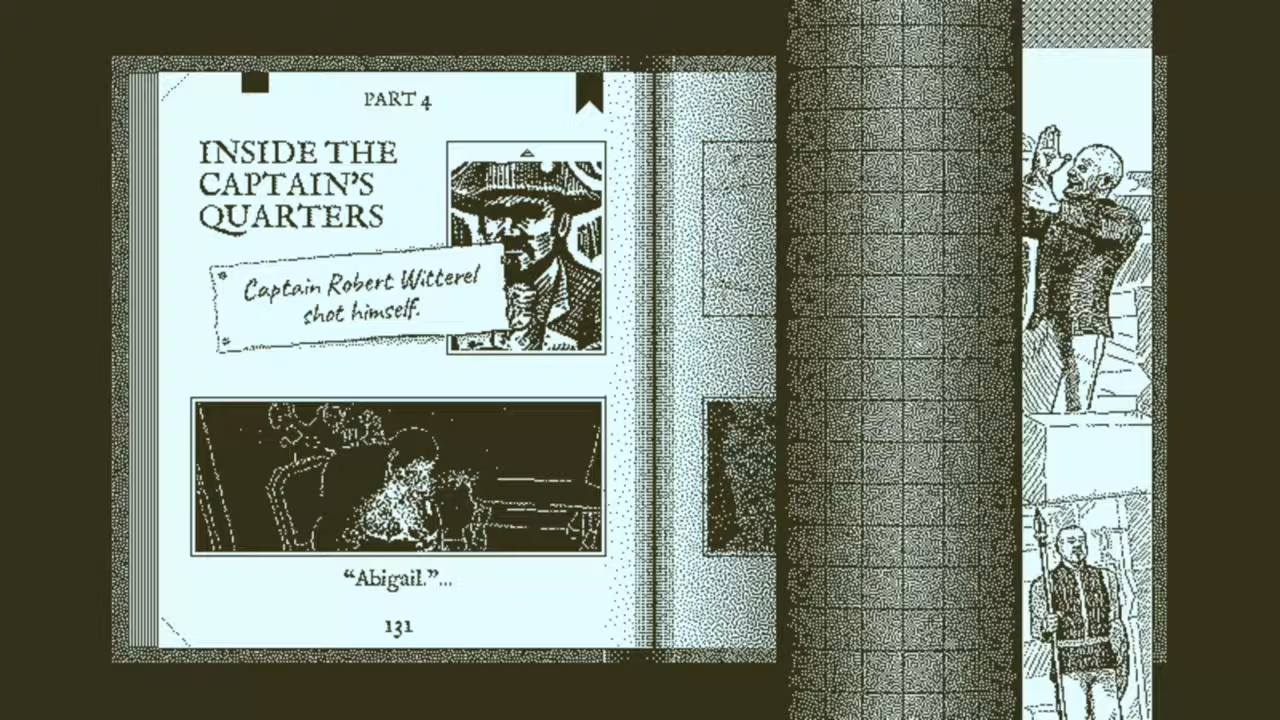 PART 4
INSIDE THE
CAPTAIN'S
QUARTERS
Captain Robert Witterel
shot himself.
“Abigail.”...
131